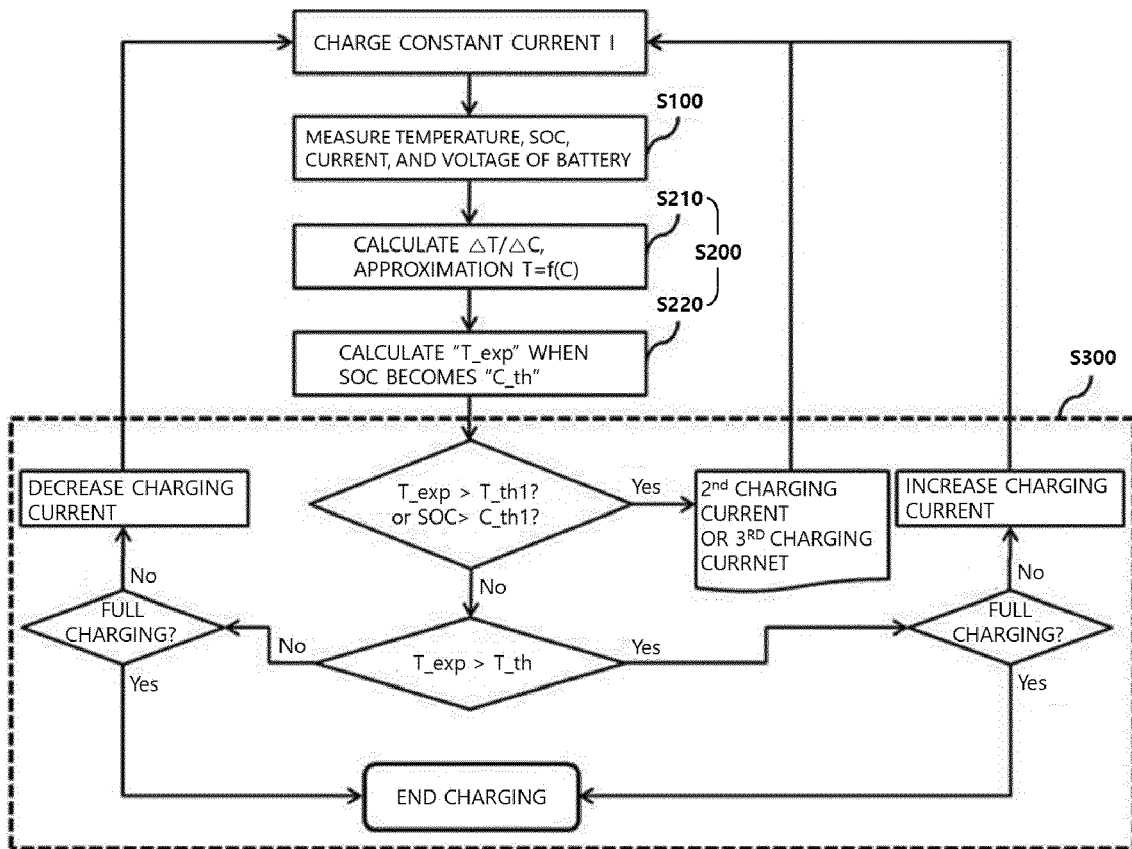 CHARGE CONSTANT CURRENT I
S100
MEASURE TEMPERATURE, SOC,
CURRENT, AND VOLTAGE OF BATTERY
S210
CALCULATE △T/△C,
APPROXIMATION T=f(C)
S200
S220
CALCULATE "T_exp" WHEN
SOC BECOMES "C_th"
S300
DECREASE CHARGING
CURRENT
T_exp > T_th1?
or SOC> C_th1?
Yes
2nd CHARGING
CURRENT
OR 3RD CHARGING
CURRNET
INCREASE CHARGING
CURRENT
No
No
No
FULL
CHARGING?
No
T_exp > T_th
Yes
FULL
CHARGING?
Yes
Yes
END CHARGING